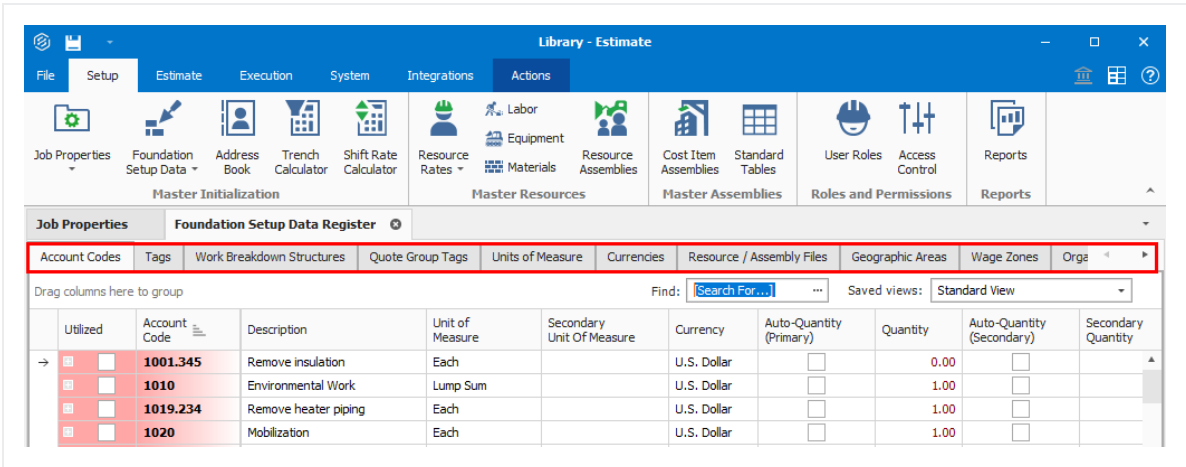 Library - Estimate
File Setup Estimate Execution System Integrations Actions
Job Properties
Foundation Setup Data
Address Book
Trench Calculator
Shift Rate Calculator
Resource Rates
Labor
Equipment
Materials
Resource Assemblies
Cost Item Assemblies
Standard Tables
User Roles
Access Control
Reports
Master Initialization Master Resources Master Assemblies Roles and Permissions Reports
Job Properties Foundation Setup Data Register
Account Codes Tags Work Breakdown Structures Quote Group Tags Units of Measure Currencies Resource / Assembly Files Geographic Areas Wage Zones Orga
Drag columns here to group Find: [Search For...] ... Saved views: Standard View
Utilized Account Code Description Unit of Measure Secondary Unit Of Measure Currency Auto-Quantity (Primary) Quantity Auto-Quantity (Secondary) Secondary Quantity
1001.345 Remove insulation Each U.S. Dollar 0.00
1010 Environmental Work Lump Sum U.S. Dollar 1.00
1019.234 Remove heater piping Each U.S. Dollar 1.00
1020 Mobilization Each U.S. Dollar 1.00